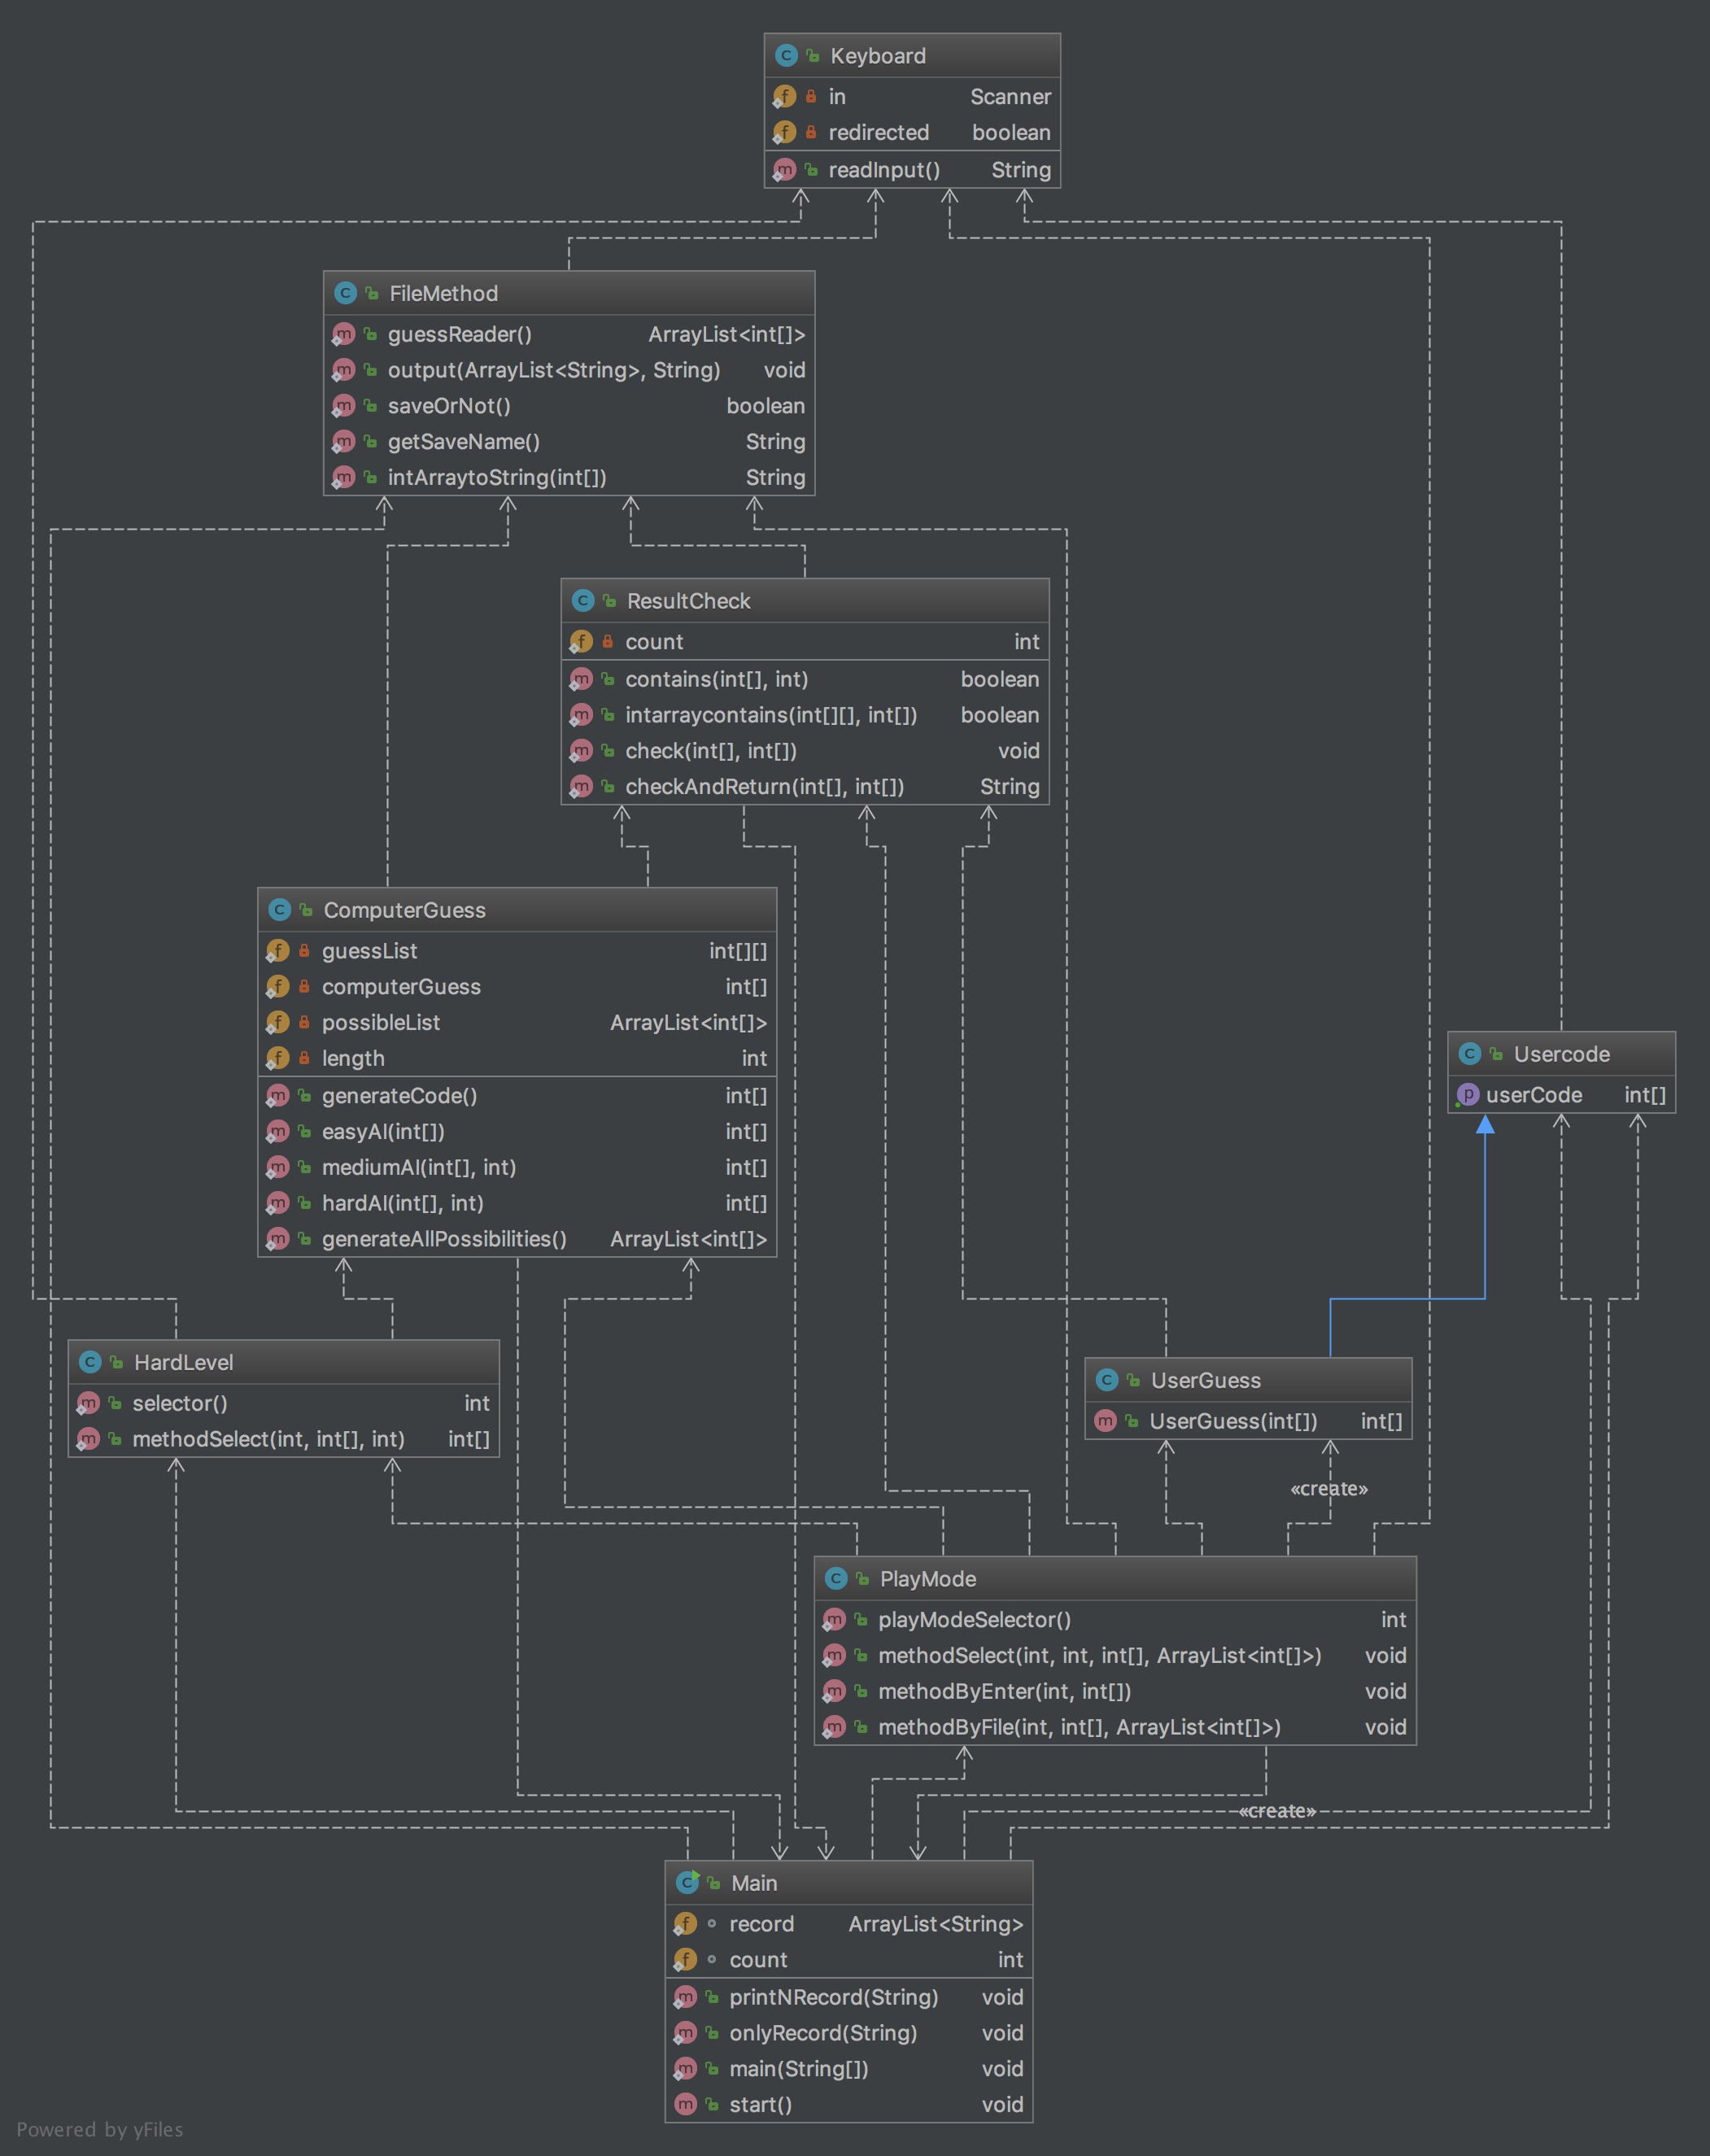 Keyboard
in Scanner
redirected boolean
readInput() String
FileMethod
guessReader() ArrayList<int[]>
output(ArrayList<String>, String) void
saveOrNot() boolean
getSaveName() String
intArraytoString(int[]) String
ResultCheck
count int
contains(int[], int) boolean
intarraycontains(int[][], int[]) boolean
check(int[], int[]) void
checkAndReturn(int[], int[]) String
ComputerGuess
guessList int[][]
computerGuess int[]
possibleList ArrayList<int[]>
length int
generateCode() int[]
easyAI(int[]) int[]
mediumAI(int[], int) int[]
hardAI(int[], int) int[]
generateAllPossibilities() ArrayList<int[]>
Usercode
userCode int[]
HardLevel
selector() int
methodSelect(int, int[], int) int[]
UserGuess
UserGuess(int[]) int[]
«create»
PlayMode
playModeSelector() int
methodSelect(int, int, int[], ArrayList<int[]>) void
methodByEnter(int, int[]) void
methodByFile(int, int[], ArrayList<int[]>) void
«create»
Main
record ArrayList<String>
count int
printNRecord(String) void
onlyRecord(String) void
main(String[]) void
start() void
Powered by yFiles